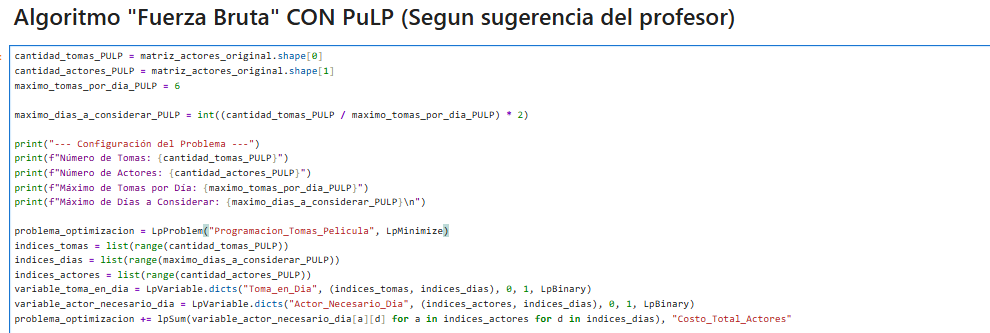 Algoritmo "Fuerza Bruta" CON PuLP (Segun sugerencia del profesor)
cantidad_tomas_PULP = matriz_actores_original.shape[0]
cantidad_actores_PULP = matriz_actores_original.shape[1]
maximo_tomas_por_dia_PULP = 6
maximo_dias_a_considerar_PULP = int((cantidad_tomas_PULP / maximo_tomas_por_dia_PULP) * 2)
print("--- Configuración del Problema ---")
print(f"Número de Tomas: {cantidad_tomas_PULP}")
print(f"Número de Actores: {cantidad_actores_PULP}")
print(f"Máximo de Tomas por Día: {maximo_tomas_por_dia_PULP}")
print(f"Máximo de Días a Considerar: {maximo_dias_a_considerar_PULP}\n")
problema_optimizacion = LpProblem("Programacion_Tomas_Pelicula", LpMinimize)
indices_tomas = list(range(cantidad_tomas_PULP))
indices_dias = list(range(maximo_dias_a_considerar_PULP))
indices_actores = list(range(cantidad_actores_PULP))
variable_toma_en_dia = LpVariable.dicts("Toma_en_Dia", (indices_tomas, indices_dias), 0, 1, LpBinary)
variable_actor_necesario_dia = LpVariable.dicts("Actor_Necesario_Dia", (indices_actores, indices_dias), 0, 1, LpBinary)
problema_optimizacion += lpSum(variable_actor_necesario_dia[a][d] for a in indices_actores for d in indices_dias), "Costo_Total_Actores"